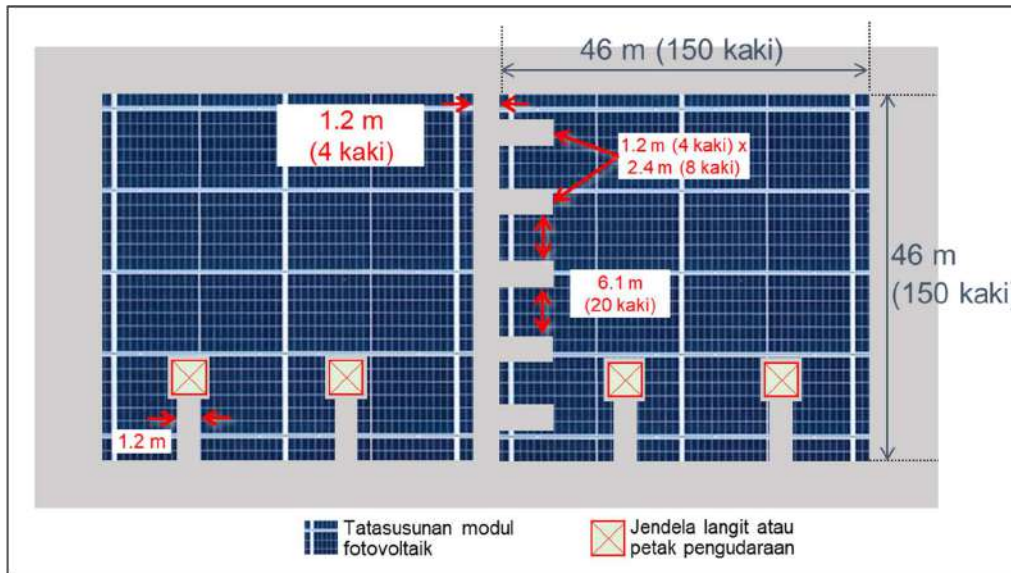 46 m (150 kaki)
1.2 m
(4 kaki)
1.2 m (4 kaki) x
2.4 m (8 kaki)
46 m
(150 kaki)
6.1 m
(20 kaki)
1.2 m
Tatasusunan modul
fotovoltaik
Jendela langit atau
petak pengudaraan